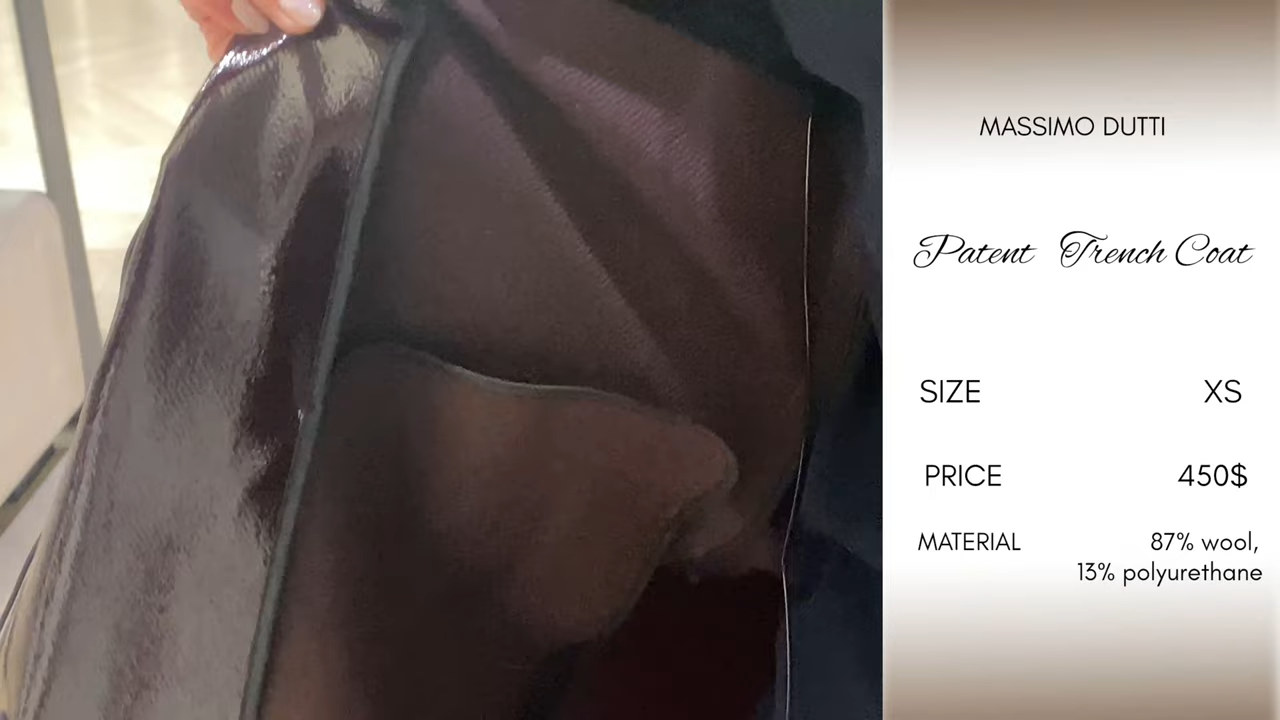 MASSIMO DUTTI
Patent Trench Coat
SIZE XS
PRICE 450$
MATERIAL 87% wool,
13% polyurethane